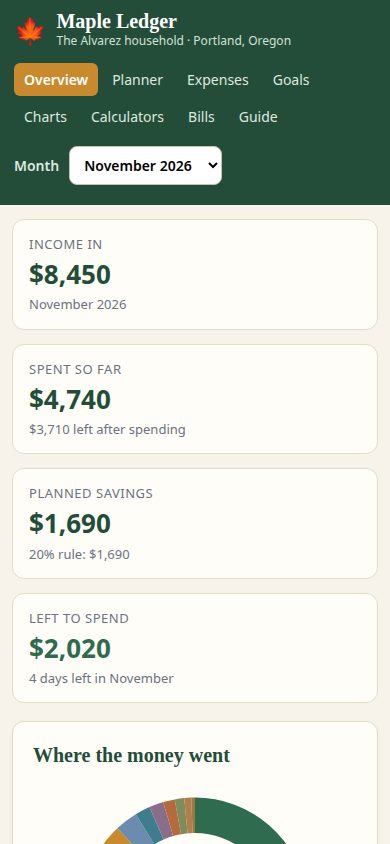 Maple Ledger
The Alvarez household · Portland, Oregon
Overview Planner Expenses Goals
Charts Calculators Bills Guide
Month November 2026
INCOME IN
$8,450
November 2026
SPENT SO FAR
$4,740
$3,710 left after spending
PLANNED SAVINGS
$1,690
20% rule: $1,690
LEFT TO SPEND
$2,020
4 days left in November
Where the money went